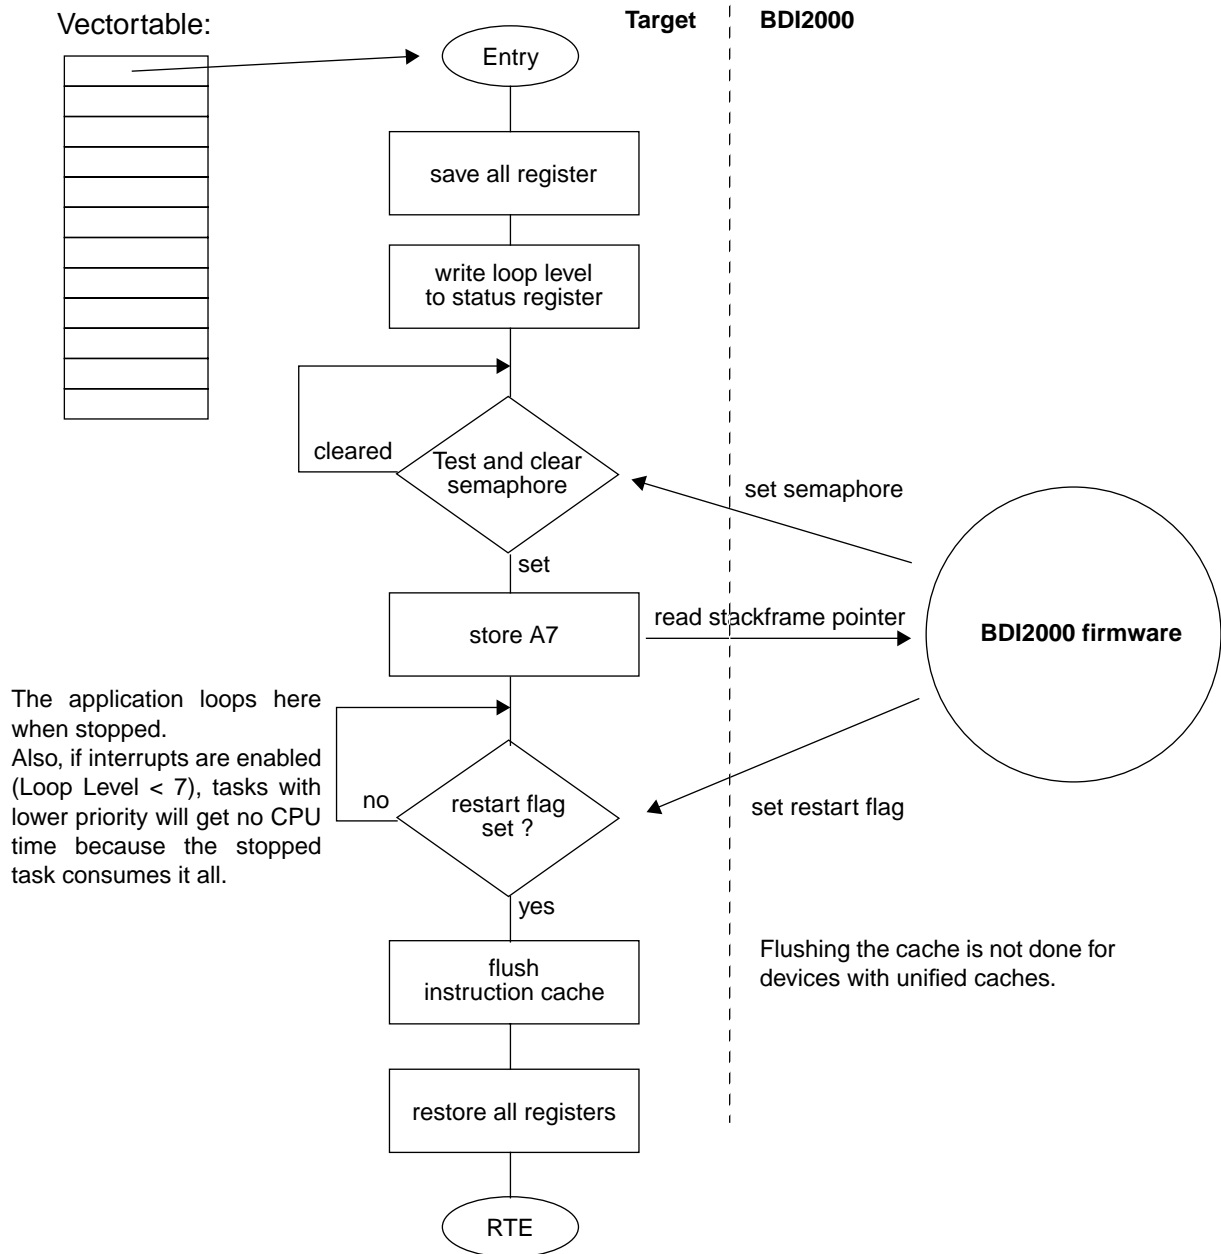 Vectortable:
Target
BDI2000
Entry
save all register
write loop level
to status register
cleared
Test and clear
semaphore
set semaphore
set
store A7
read stackframe pointer
BDI2000 firmware
The application loops here
when stopped.
Also, if interrupts are enabled
(Loop Level < 7), tasks with
lower priority will get no CPU
time because the stopped
task consumes it all.
no
restart flag
set ?
set restart flag
yes
flush
instruction cache
Flushing the cache is not done for
devices with unified caches.
restore all registers
RTE